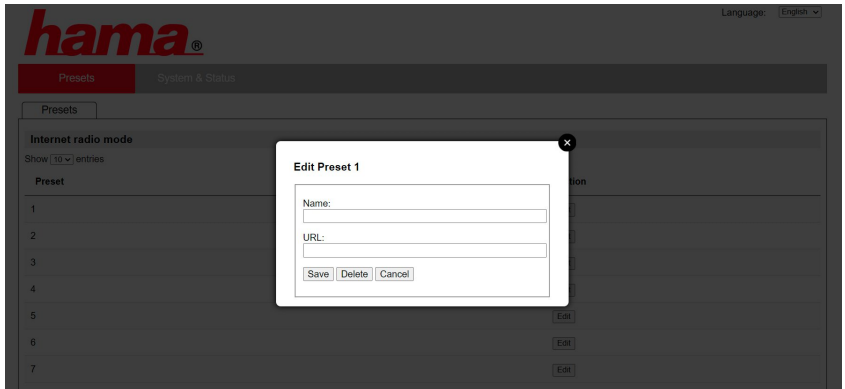 Language: English
hama®
Presets System & Status
Presets
Internet radio mode
Show 10 entries
Preset
1
2
3
4
5 Edit
6 Edit
7 Edit
Edit Preset 1
Name:
URL:
Save Delete Cancel